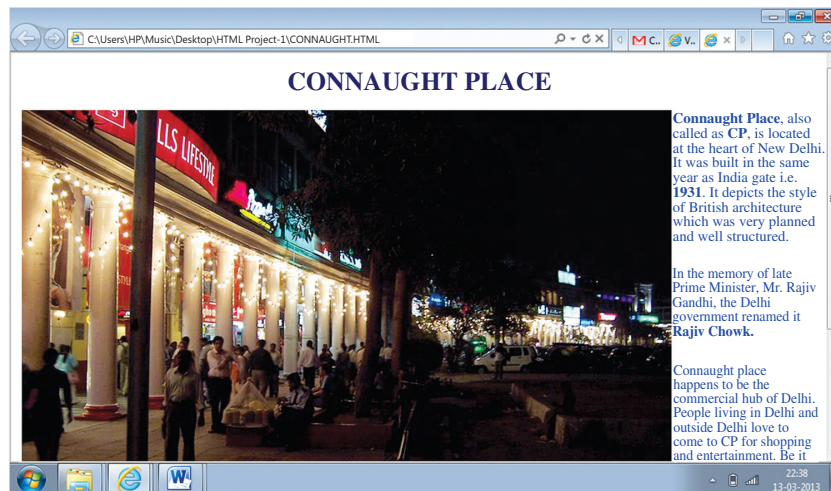 C:\Users\HP\Music\Desktop\HTML Project-1\CONNAUGHT.HTML
C..
V..
CONNAUGHT PLACE
LLS LIFESTYLE
Connaught Place, also
called as CP, is located
at the heart of New Delhi.
It was built in the same
year as India gate i.e.
1931. It depicts the style
of British architecture
which was very planned
and well structured.
In the memory of late
Prime Minister, Mr. Rajiv
Gandhi, the Delhi
government renamed it
Rajiv Chowk.
Connaught place
happens to be the
commercial hub of Delhi.
People living in Delhi and
outside Delhi love to
come to CP for shopping
and entertainment. Be it
22:38
13-03-2013